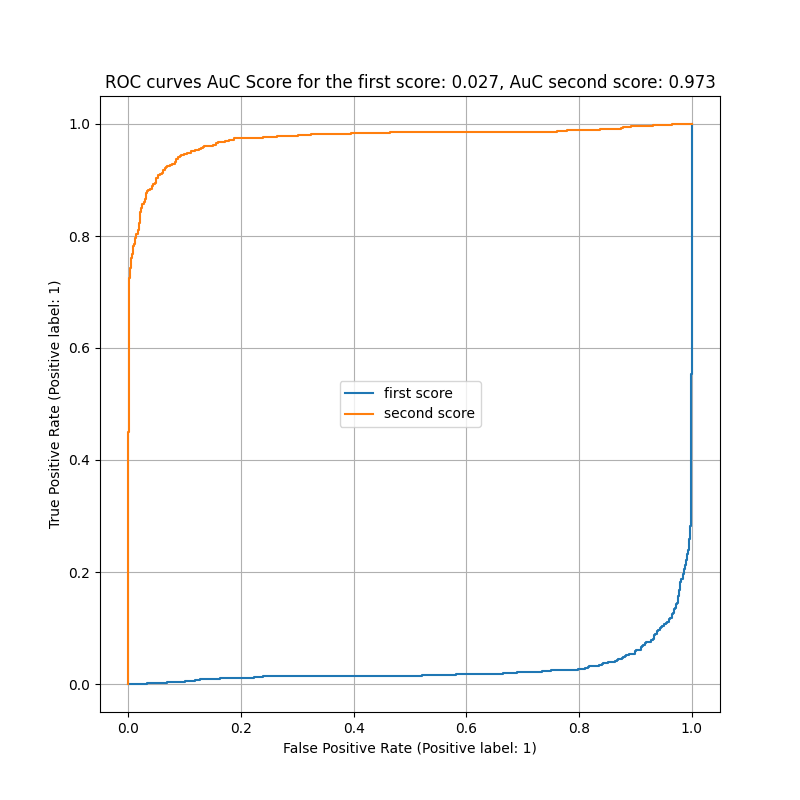 ROC curves AuC Score for the first score: 0.027, AuC second score: 0.973
1.0
0.8
0.6
0.4
0.2
0.0
True Positive Rate (Positive label: 1)
first score
second score
0.0 0.2 0.4 0.6 0.8 1.0
False Positive Rate (Positive label: 1)